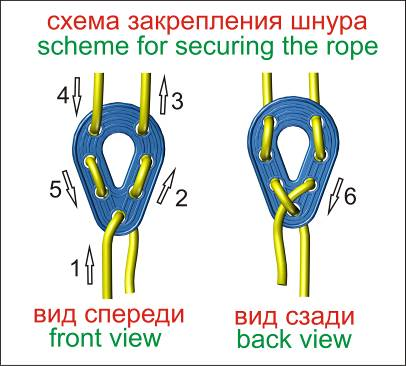 схема закрепления шнура
scheme for securing the rope
4
3
5
2
6
1
вид спереди
front view
вид сзади
back view